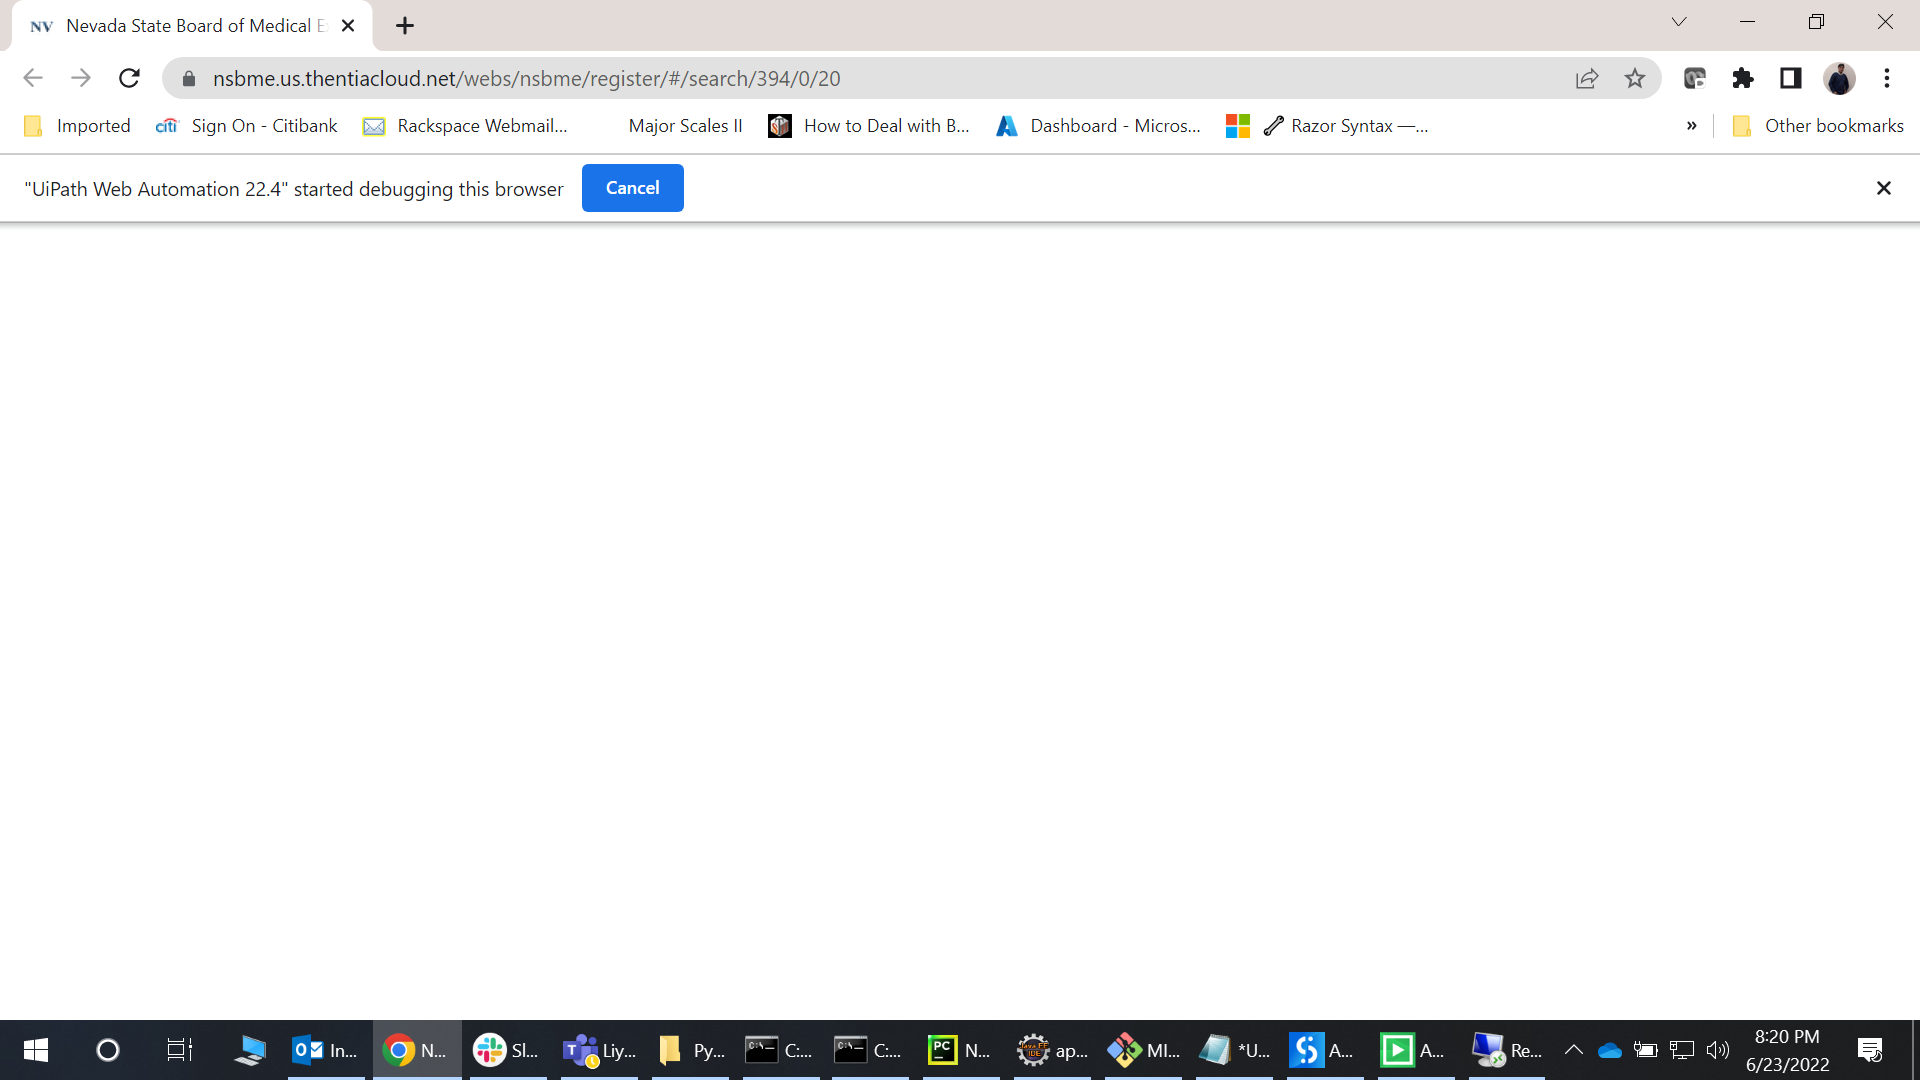 NV Nevada State Board of Medical E
nsbme.us.thentiacloud.net/webs/nsbme/register/#/search/394/0/20
Imported citi Sign On - Citibank Rackspace Webmail... Major Scales II How to Deal with B... Dashboard - Micros... Razor Syntax —... » Other bookmarks
"UiPath Web Automation 22.4" started debugging this browser Cancel
In... N... Sl... Liy... Py... C:... C:... PC N... ap... MI... *U... A... A... Re...
8:20 PM
6/23/2022